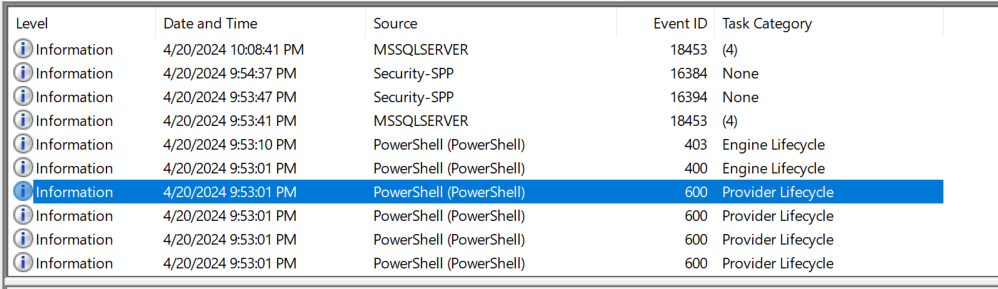 Level Date and Time Source Event ID Task Category
Information 4/20/2024 10:08:41 PM MSSQLSERVER 18453 (4)
Information 4/20/2024 9:54:37 PM Security-SPP 16384 None
Information 4/20/2024 9:53:47 PM Security-SPP 16394 None
Information 4/20/2024 9:53:41 PM MSSQLSERVER 18453 (4)
Information 4/20/2024 9:53:10 PM PowerShell (PowerShell) 403 Engine Lifecycle
Information 4/20/2024 9:53:01 PM PowerShell (PowerShell) 400 Engine Lifecycle
Information 4/20/2024 9:53:01 PM PowerShell (PowerShell) 600 Provider Lifecycle
Information 4/20/2024 9:53:01 PM PowerShell (PowerShell) 600 Provider Lifecycle
Information 4/20/2024 9:53:01 PM PowerShell (PowerShell) 600 Provider Lifecycle
Information 4/20/2024 9:53:01 PM PowerShell (PowerShell) 600 Provider Lifecycle